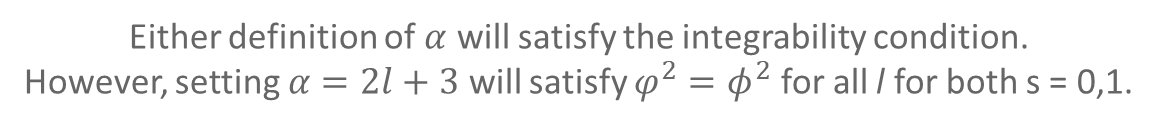 Either definition of α will satisfy the integrability condition.
However, setting 𝛼 = 2𝑙 + 3 will satisfy 𝜑² = 𝜙² for all l for both s = 0,1.